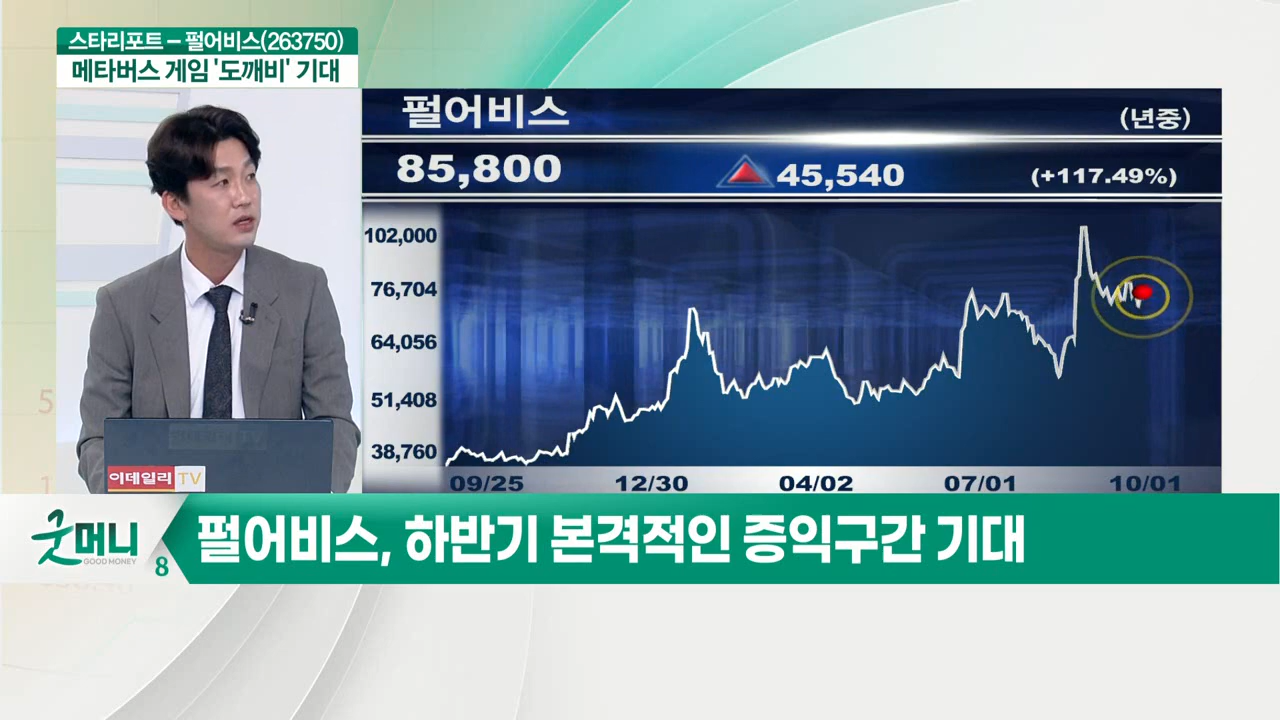 스타리포트 – 펄어비스(263750)
메타버스 게임 '도깨비' 기대
펄어비스
(년중)
85,800
45,540
(+117.49%)
102,000
76,704
64,056
51,408
38,760
09/25
12/30
04/02
07/01
10/01
이데일리 TV
굿머니
GOOD MONEY
8
펄어비스, 하반기 본격적인 증익구간 기대
5
1